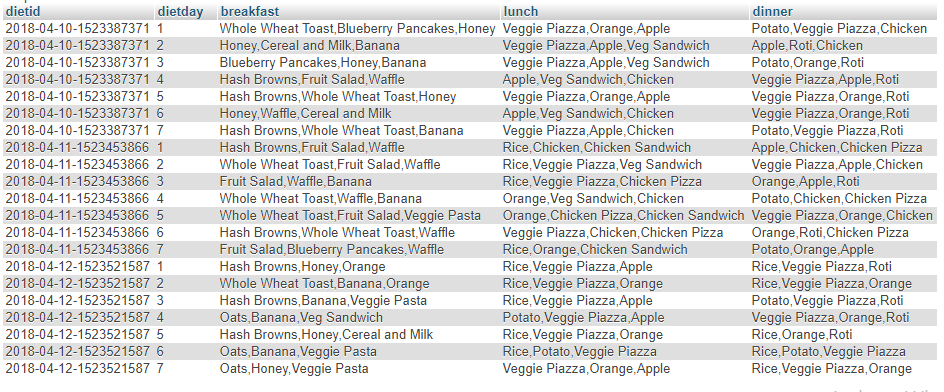 dietid dietday breakfast lunch dinner
2018-04-10-1523387371 1 Whole Wheat Toast,Blueberry Pancakes,Honey Veggie Piazza,Orange,Apple Potato,Veggie Piazza,Chicken
2018-04-10-1523387371 2 Honey,Cereal and Milk,Banana Veggie Piazza,Apple,Veg Sandwich Apple,Roti,Chicken
2018-04-10-1523387371 3 Blueberry Pancakes,Honey,Banana Veggie Piazza,Apple,Veg Sandwich Potato,Orange,Roti
2018-04-10-1523387371 4 Hash Browns,Fruit Salad,Waffle Apple,Veg Sandwich,Chicken Veggie Piazza,Apple,Roti
2018-04-10-1523387371 5 Hash Browns,Whole Wheat Toast,Honey Veggie Piazza,Orange,Apple Veggie Piazza,Orange,Roti
2018-04-10-1523387371 6 Honey,Waffle,Cereal and Milk Apple,Veg Sandwich,Chicken Veggie Piazza,Orange,Roti
2018-04-10-1523387371 7 Hash Browns,Whole Wheat Toast,Banana Veggie Piazza,Apple,Chicken Potato,Veggie Piazza,Roti
2018-04-11-1523453866 1 Hash Browns,Fruit Salad,Waffle Rice,Chicken,Chicken Sandwich Apple,Chicken,Chicken Pizza
2018-04-11-1523453866 2 Whole Wheat Toast,Fruit Salad,Waffle Rice,Veggie Piazza,Veg Sandwich Veggie Piazza,Apple,Chicken
2018-04-11-1523453866 3 Fruit Salad,Waffle,Banana Rice,Veggie Piazza,Chicken Pizza Orange,Apple,Roti
2018-04-11-1523453866 4 Whole Wheat Toast,Waffle,Banana Orange,Veg Sandwich,Chicken Potato,Chicken,Chicken Pizza
2018-04-11-1523453866 5 Whole Wheat Toast,Fruit Salad,Veggie Pasta Orange,Chicken Pizza,Chicken Sandwich Veggie Piazza,Orange,Chicken
2018-04-11-1523453866 6 Hash Browns,Whole Wheat Toast,Waffle Veggie Piazza,Chicken,Chicken Pizza Orange,Roti,Chicken Pizza
2018-04-11-1523453866 7 Fruit Salad,Blueberry Pancakes,Waffle Rice,Orange,Chicken Sandwich Potato,Orange,Apple
2018-04-12-1523521587 1 Hash Browns,Honey,Orange Rice,Veggie Piazza,Apple Rice,Veggie Piazza,Roti
2018-04-12-1523521587 2 Whole Wheat Toast,Banana,Orange Rice,Veggie Piazza,Orange Rice,Veggie Piazza,Orange
2018-04-12-1523521587 3 Hash Browns,Banana,Veggie Pasta Rice,Veggie Piazza,Apple Potato,Veggie Piazza,Roti
2018-04-12-1523521587 4 Oats,Banana,Veg Sandwich Potato,Veggie Piazza,Apple Veggie Piazza,Orange,Roti
2018-04-12-1523521587 5 Hash Browns,Honey,Cereal and Milk Rice,Veggie Piazza,Orange Rice,Orange,Roti
2018-04-12-1523521587 6 Oats,Banana,Veggie Pasta Rice,Potato,Veggie Piazza Rice,Potato,Veggie Piazza
2018-04-12-1523521587 7 Oats,Honey,Veggie Pasta Veggie Piazza,Orange,Apple Rice,Veggie Piazza,Orange